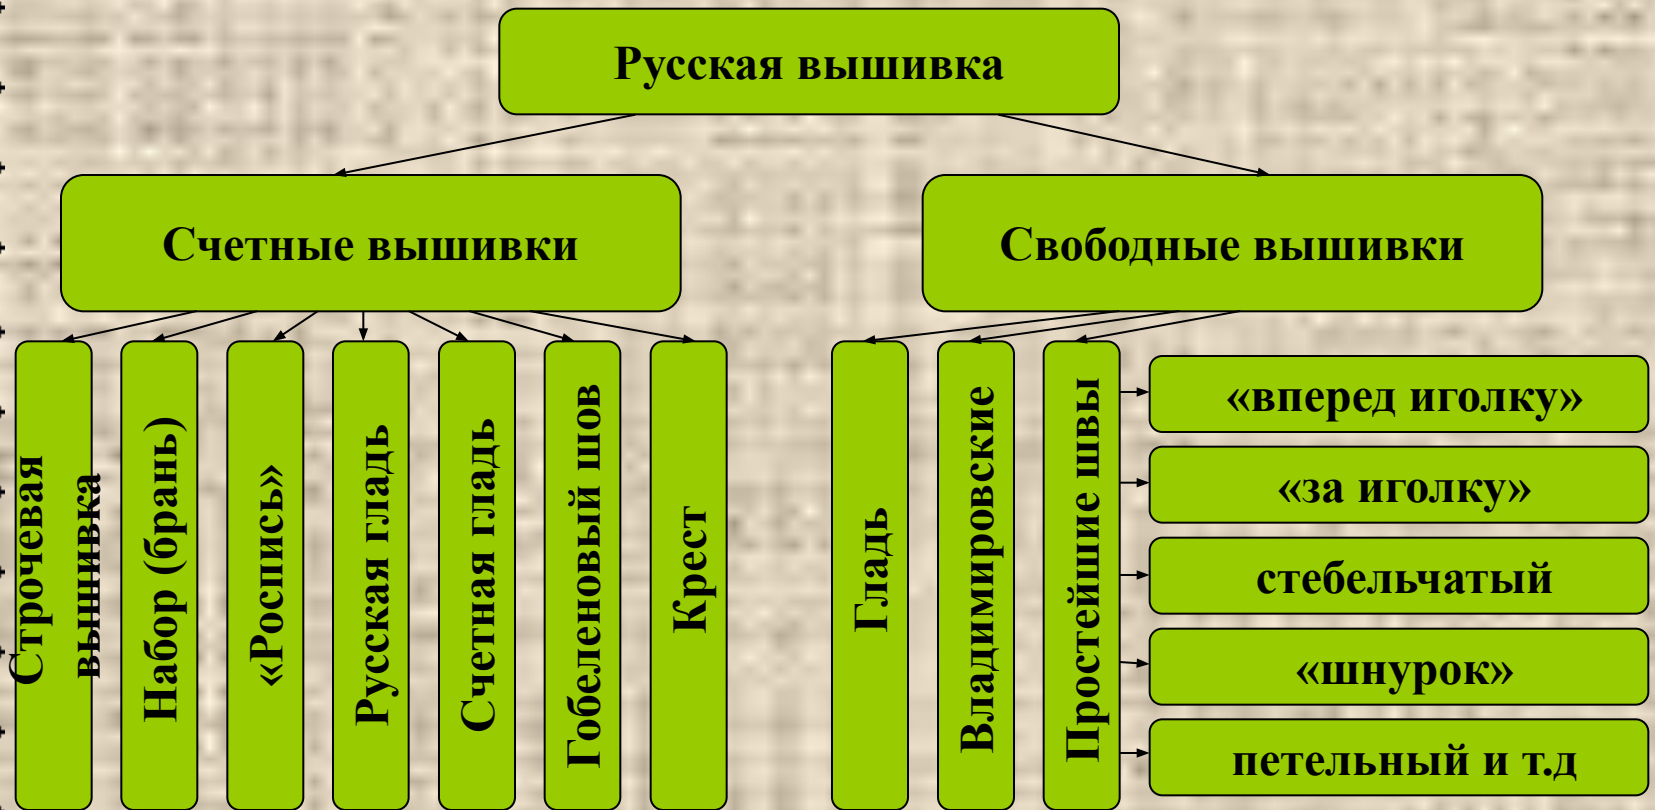 Русская вышивка
Счетные вышивки
Свободные вышивки
Строчевая
вышивка
Набор (брань)
«Роспись»
Русская гладь
Счетная гладь
Гобеленовый шов
Крест
Гладь
Владимировские
Простейшие швы
«вперед иголку»
«за иголку»
стебельчатый
«шнурок»
петельный и т.д